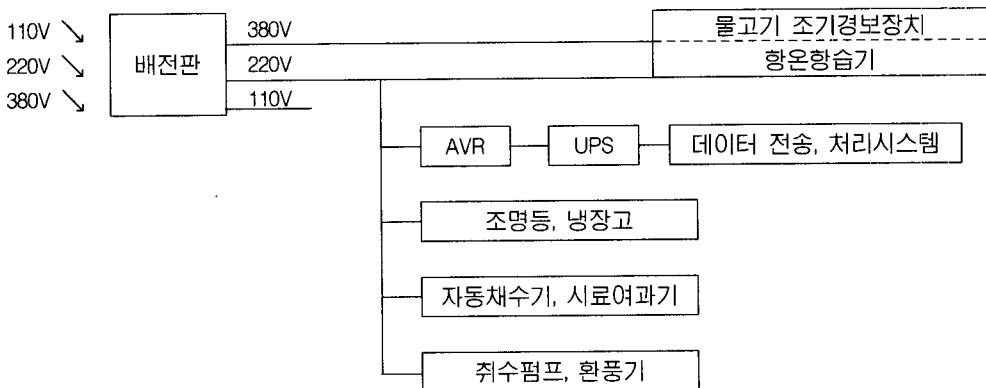 110V
220V
380V
배전판
380V
220V
110V
물고기 조기경보장치
항온항습기
AVR
UPS
데이터 전송, 처리시스템
조명등, 냉장고
자동채수기, 시료여과기
취수펌프, 환풍기